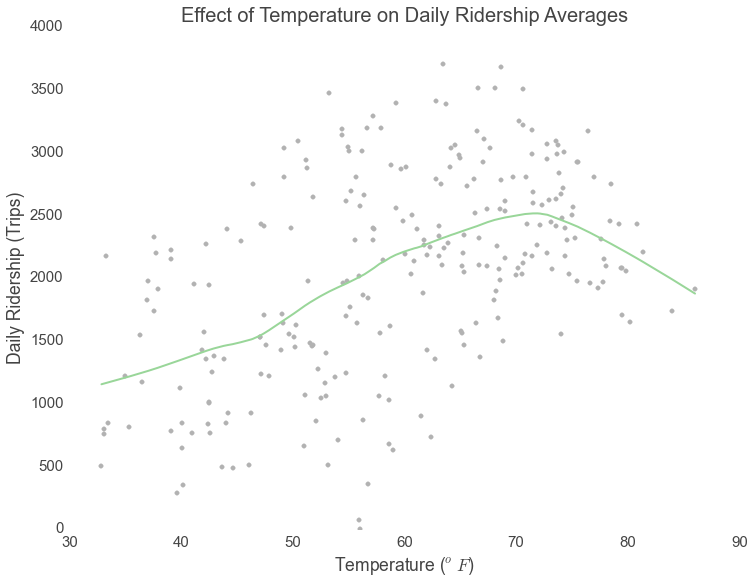 Effect of Temperature on Daily Ridership Averages
4000
3500
3000
2500
2000
1500
1000
500
0
Daily Ridership (Trips)
30 40 50 60 70 80 90
Temperature (° F)